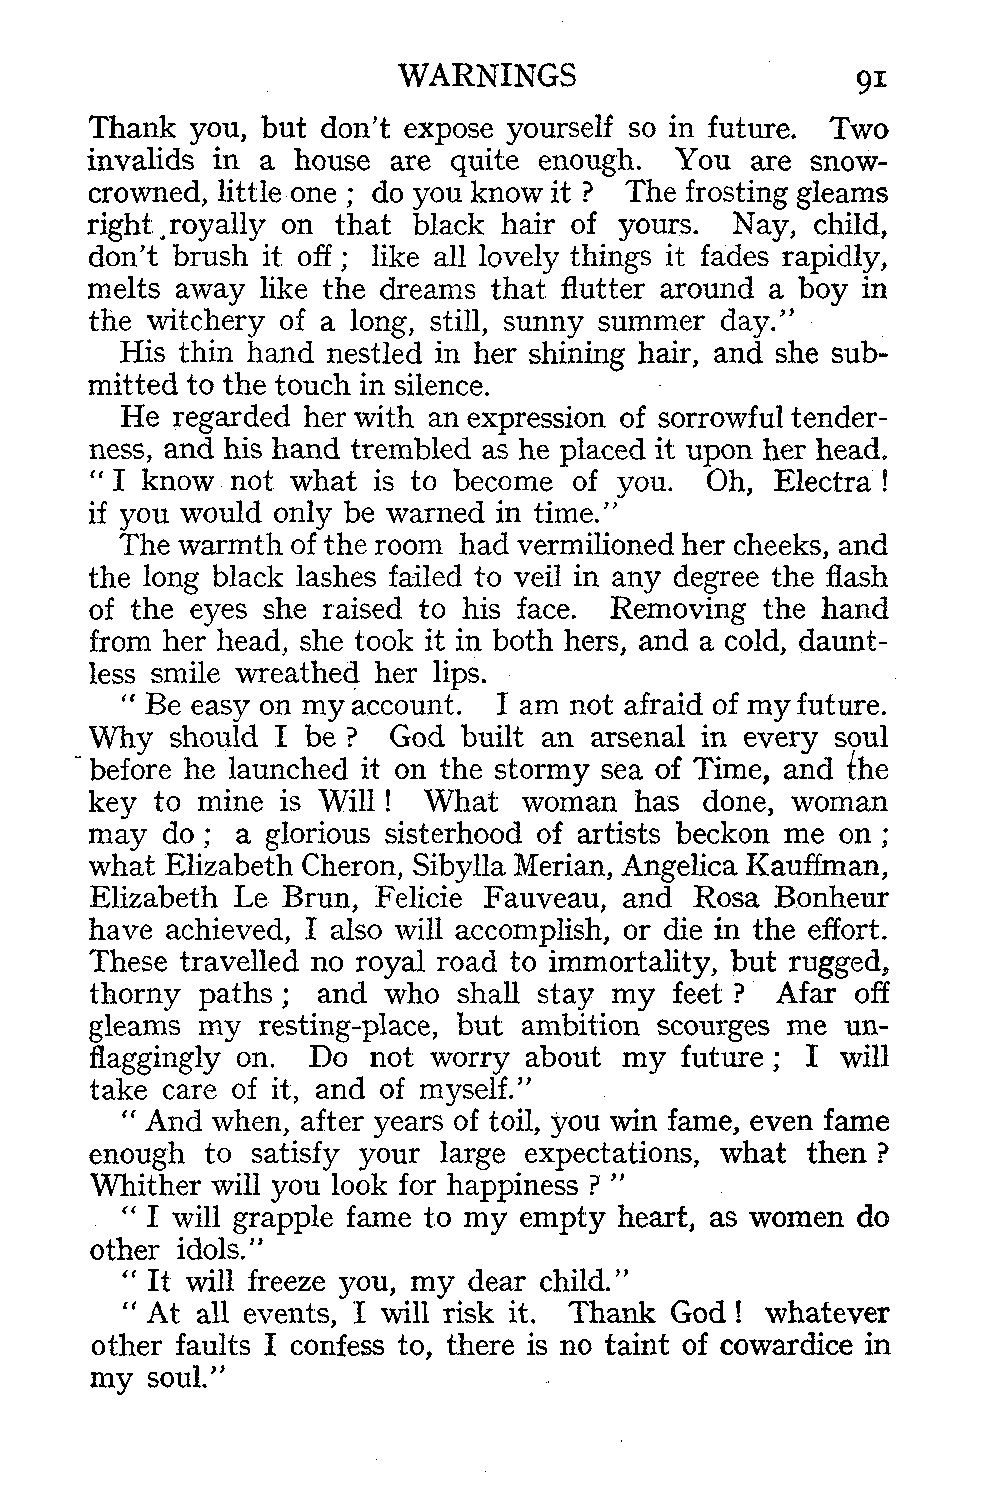 WARNINGS 91
Thank you, but don't expose yourself so in future. Two
invalids in a house are quite enough. You are snow-
crowned, little one ; do you know it ? The frosting gleams
right royally on that black hair of yours. Nay, child,
don't brush it off ; like all lovely things it fades rapidly,
melts away like the dreams that flutter around a boy in
the witchery of a long, still, sunny summer day."
His thin hand nestled in her shining hair, and she sub-
mitted to the touch in silence.
He regarded her with an expression of sorrowful tender-
ness, and his hand trembled as he placed it upon her head.
" I know not what is to become of you. Oh, Electra !
if you would only be warned in time."
The warmth of the room had vermilioned her cheeks, and
the long black lashes failed to veil in any degree the flash
of the eyes she raised to his face. Removing the hand
from her head, she took it in both hers, and a cold, daunt-
less smile wreathed her lips.
" Be easy on my account. I am not afraid of my future.
Why should I be ? God built an arsenal in every soul
before he launched it on the stormy sea of Time, and the
key to mine is Will ! What woman has done, woman
may do ; a glorious sisterhood of artists beckon me on ;
what Elizabeth Cheron, Sibylla Merian, Angelica Kauffman,
Elizabeth Le Brun, Felicie Fauveau, and Rosa Bonheur
have achieved, I also will accomplish, or die in the effort.
These travelled no royal road to immortality, but rugged,
thorny paths ; and who shall stay my feet ? Afar off
gleams my resting-place, but ambition scourges me un-
flaggingly on. Do not worry about my future ; I will
take care of it, and of myself."
" And when, after years of toil, you win fame, even fame
enough to satisfy your large expectations, what then ?
Whither will you look for happiness ? "
" I will grapple fame to my empty heart, as women do
other idols."
" It will freeze you, my dear child."
" At all events, I will risk it. Thank God ! whatever
other faults I confess to, there is no taint of cowardice in
my soul."